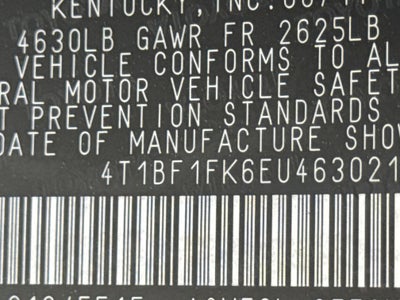 KENTUCKY, INC.
4630LB GAWR FR 2625LB
VEHICLE CONFORMS TO AL
RAL MOTOR VEHICLE SAFET
T PREVENTION STANDARDS
DATE OF MANUFACTURE SHOW
4T1BF1FK6EU463021